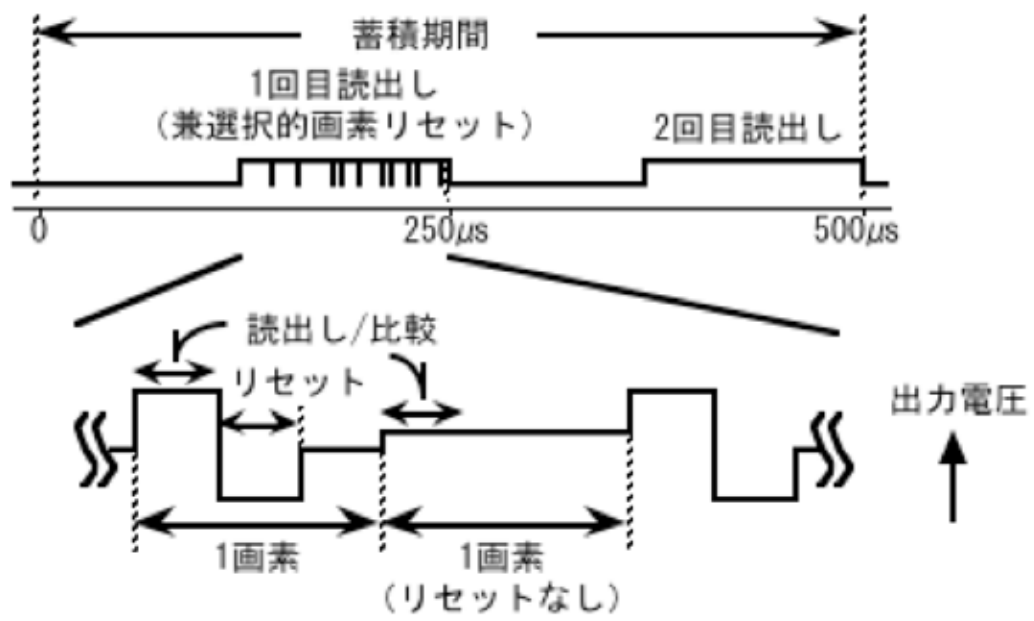 蓄積期間
1回目読出し
(兼選択的画素リセット)
2回目読出し
0
250μs
500μs
読出し/比較
リセット
出力電圧
1画素
1画素
(リセットなし)